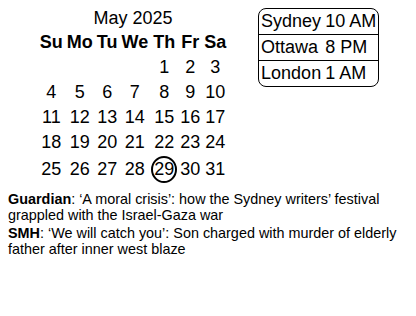 May 2025
Su Mo Tu We Th Fr Sa
1 2 3
4 5 6 7 8 9 10
11 12 13 14 15 16 17
18 19 20 21 22 23 24
25 26 27 28 29 30 31
Sydney 10 AM
Ottawa 8 PM
London 1 AM
Guardian: ‘A moral crisis’: how the Sydney writers’ festival
grappled with the Israel-Gaza war
SMH: ‘We will catch you’: Son charged with murder of elderly
father after inner west blaze